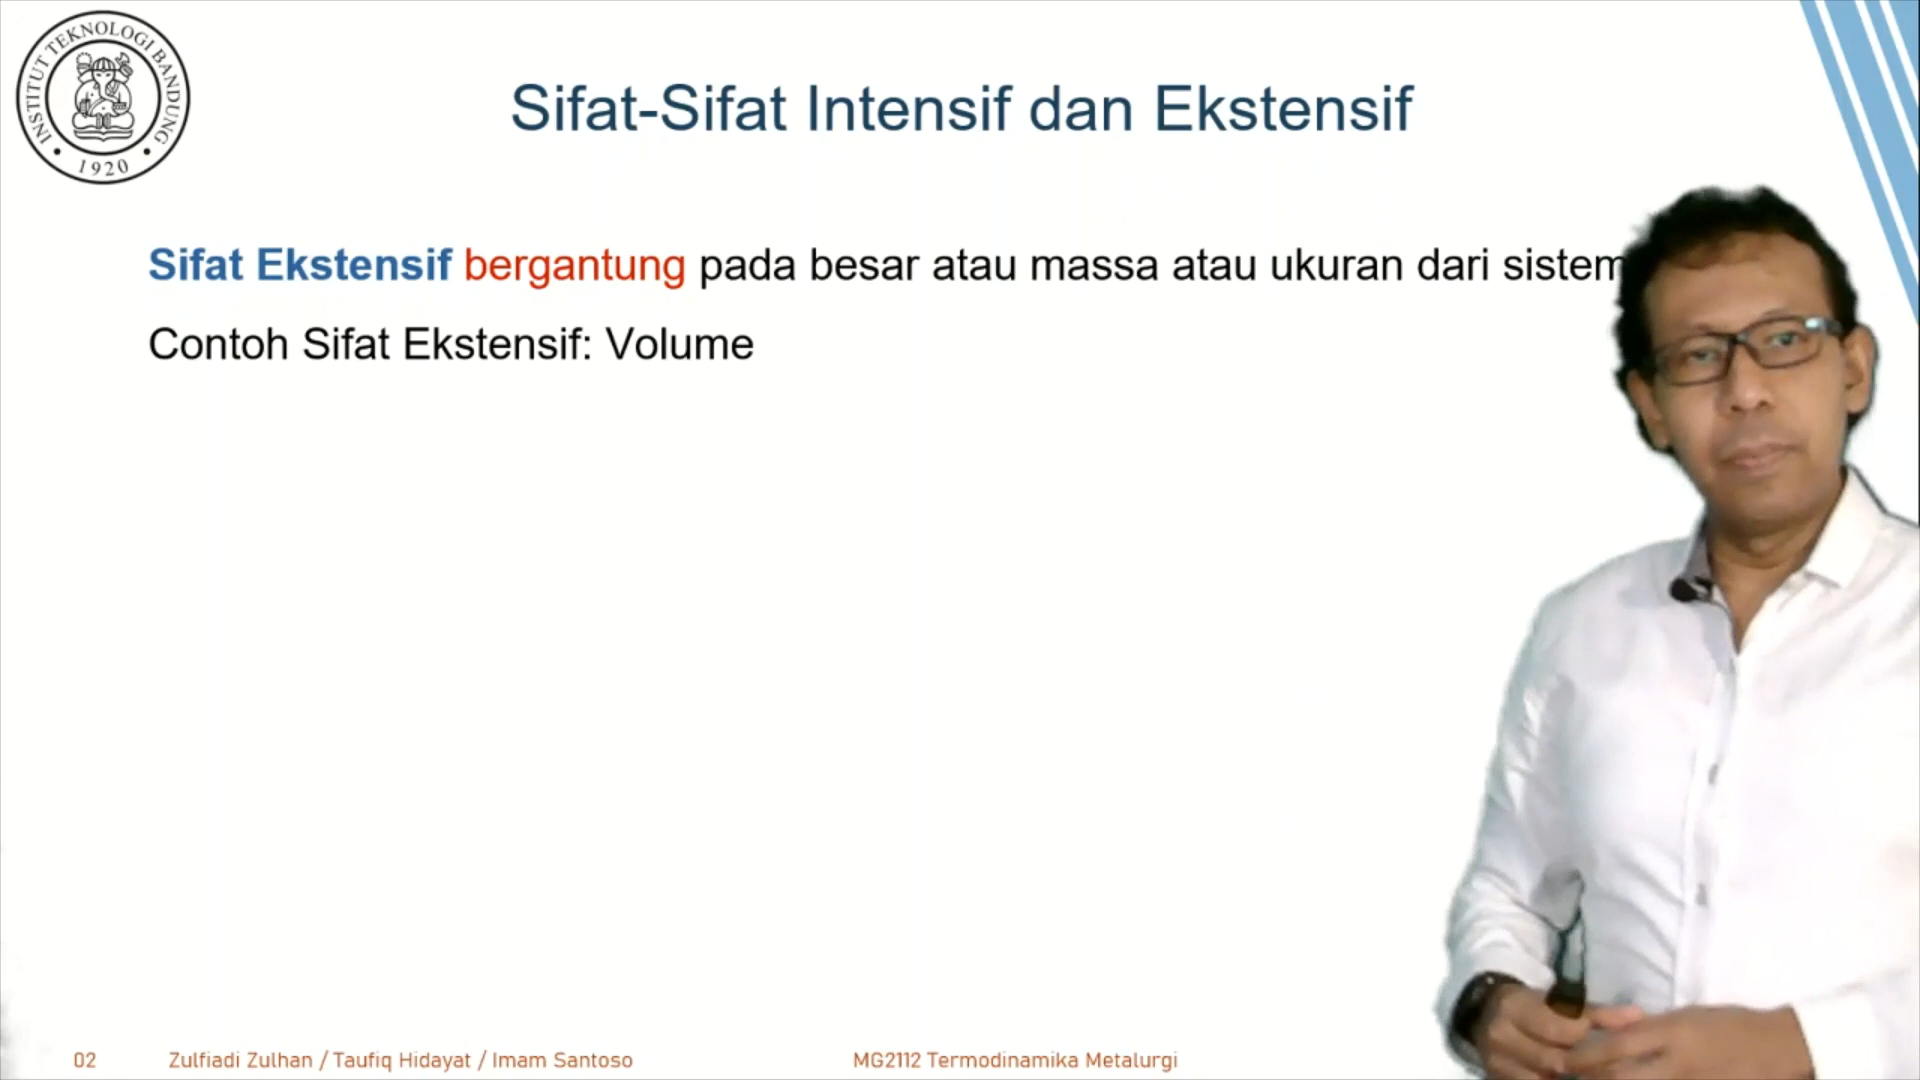 INSTITUT TEKNOLOGI BANDUNG
1920
Sifat-Sifat Intensif dan Ekstensif
Sifat Ekstensif bergantung pada besar atau massa atau ukuran dari sistem
Contoh Sifat Ekstensif: Volume
02 Zulfiadi Zulhan / Taufiq Hidayat / Imam Santoso MG2112 Termodinamika Metalurgi